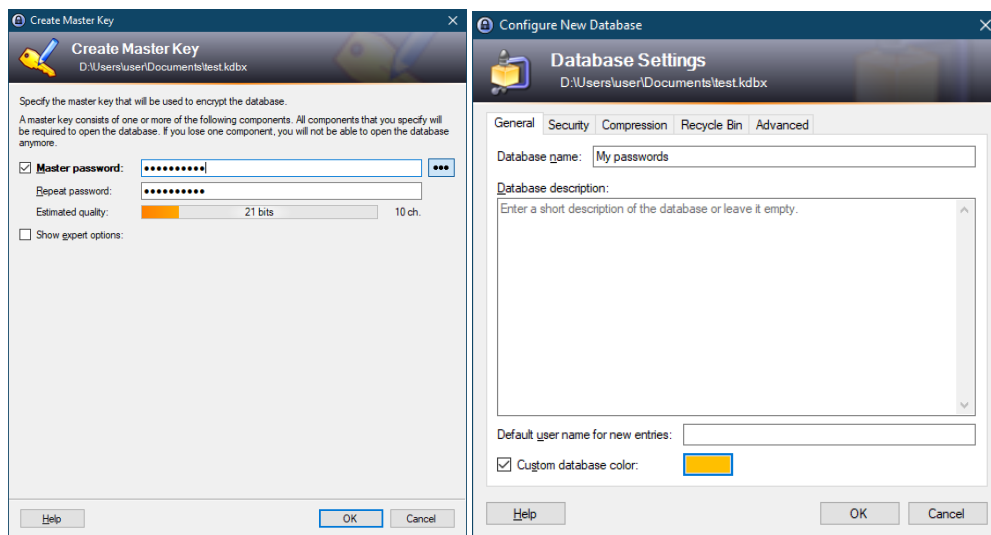 Create Master Key
Create Master Key
D:\Users\user\Documents\test.kdbx
Specify the master key that will be used to encrypt the database.
A master key consists of one or more of the following components. All components that you specify will
be required to open the database. If you lose one component, you will not be able to open the database
anymore.
Master password:
Repeat password:
Estimated quality: 21 bits 10 ch.
Show expert options:
Help OK Cancel
Configure New Database
Database Settings
D:\Users\user\Documents\test.kdbx
General Security Compression Recycle Bin Advanced
Database name: My passwords
Database description:
Enter a short description of the database or leave it empty.
Default user name for new entries:
Custom database color:
Help OK Cancel